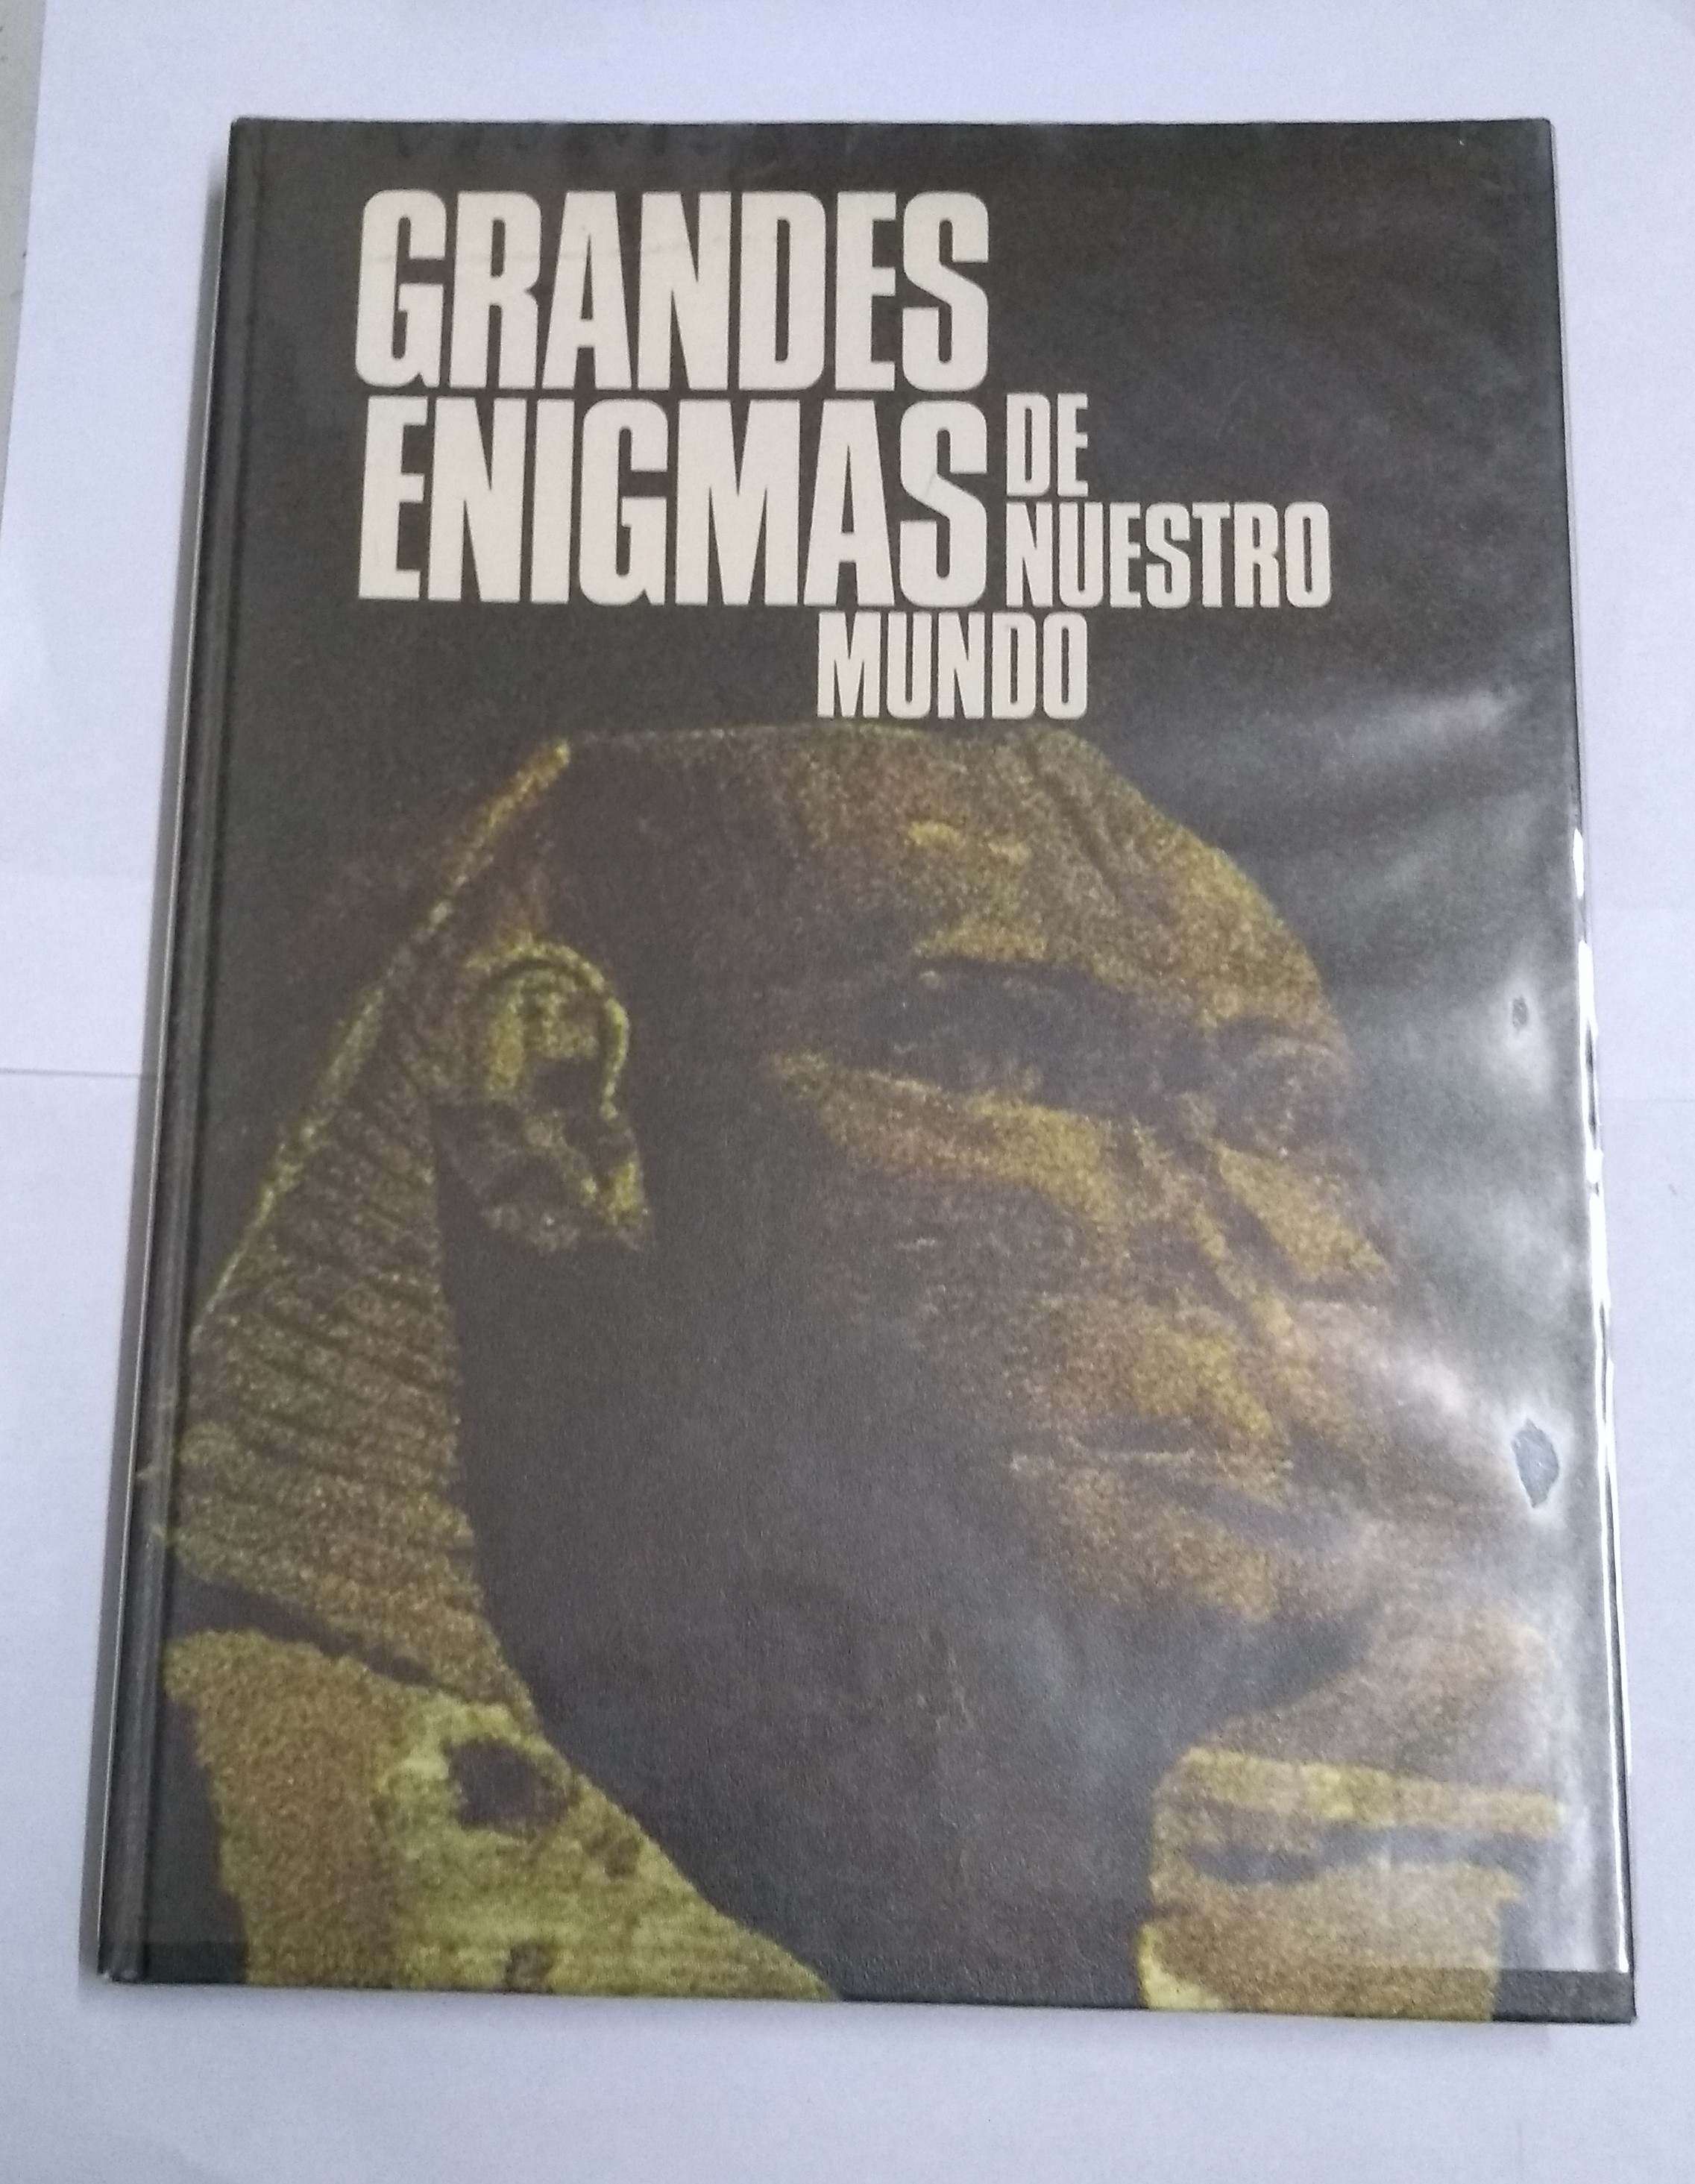 GRANDES
ENIGMAS DE
NUESTRO
MUNDO